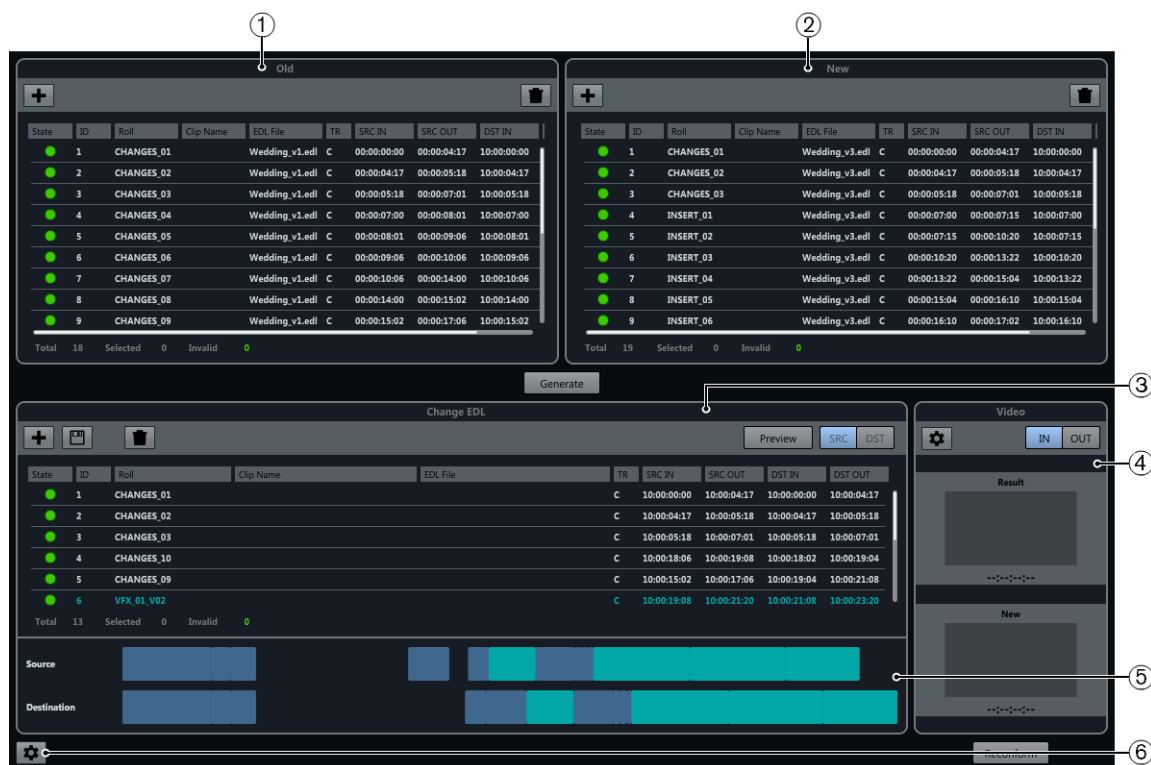 1 2
Old
State ID Roll Clip Name EDL File TR SRC IN SRC OUT DST IN
1 CHANGES_01 Wedding_v1.edl C 00:00:00:00 00:00:04:17 10:00:00:00
2 CHANGES_02 Wedding_v1.edl C 00:00:04:17 00:00:05:18 10:00:04:17
3 CHANGES_03 Wedding_v1.edl C 00:00:05:18 00:00:07:01 10:00:05:18
4 CHANGES_04 Wedding_v1.edl C 00:00:07:00 00:00:08:01 10:00:07:00
5 CHANGES_05 Wedding_v1.edl C 00:00:08:01 00:00:09:06 10:00:08:01
6 CHANGES_06 Wedding_v1.edl C 00:00:09:06 00:00:10:06 10:00:09:06
7 CHANGES_07 Wedding_v1.edl C 00:00:10:06 00:00:14:00 10:00:10:06
8 CHANGES_08 Wedding_v1.edl C 00:00:14:00 00:00:15:02 10:00:14:00
9 CHANGES_09 Wedding_v1.edl C 00:00:15:02 00:00:17:06 10:00:15:02
Total 18 Selected 0 Invalid 0
New
State ID Roll Clip Name EDL File TR SRC IN SRC OUT DST IN
1 CHANGES_01 Wedding_v3.edl C 00:00:00:00 00:00:04:17 10:00:00:00
2 CHANGES_02 Wedding_v3.edl C 00:00:04:17 00:00:05:18 10:00:04:17
3 CHANGES_03 Wedding_v3.edl C 00:00:05:18 00:00:07:01 10:00:05:18
4 INSERT_01 Wedding_v3.edl C 00:00:07:00 00:00:07:15 10:00:07:00
5 INSERT_02 Wedding_v3.edl C 00:00:07:15 00:00:10:20 10:00:07:15
6 INSERT_03 Wedding_v3.edl C 00:00:10:20 00:00:13:22 10:00:10:20
7 INSERT_04 Wedding_v3.edl C 00:00:13:22 00:00:15:04 10:00:13:22
8 INSERT_05 Wedding_v3.edl C 00:00:15:04 00:00:16:10 10:00:15:04
9 INSERT_06 Wedding_v3.edl C 00:00:16:10 00:00:17:02 10:00:16:10
Total 19 Selected 0 Invalid 0
Generate
3
Change EDL
Preview SRC DST
State ID Roll Clip Name EDL File TR SRC IN SRC OUT DST IN DST OUT
1 CHANGES_01 C 10:00:00:00 10:00:04:17 10:00:00:00 10:00:04:17
2 CHANGES_02 C 10:00:04:17 10:00:05:18 10:00:04:17 10:00:05:18
3 CHANGES_03 C 10:00:05:18 10:00:07:01 10:00:05:18 10:00:07:01
4 CHANGES_10 C 10:00:18:06 10:00:19:08 10:00:18:02 10:00:19:04
5 CHANGES_09 C 10:00:15:02 10:00:17:06 10:00:19:04 10:00:21:08
6 VFX_01_V02 C 10:00:19:08 10:00:21:20 10:00:21:08 10:00:23:20
Total 13 Selected 0 Invalid 0
Source
Destination
Video
IN OUT
4
Result
--:--:--:--
New
--:--:--:--
5
Reconform
6